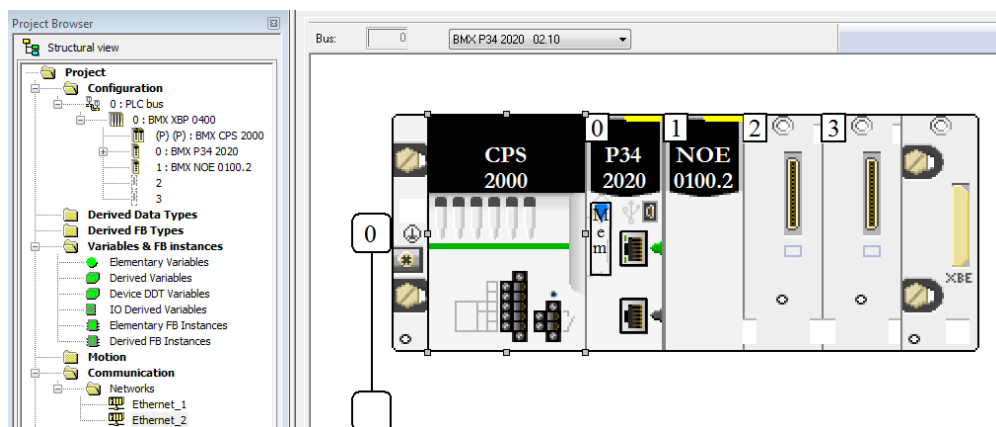 Project Browser
Structural view
Project
Configuration
0 : PLC bus
0 : BMX XBP 0400
(P) (P) : BMX CPS 2000
0 : BMX P34 2020
1 : BMX NOE 0100.2
2
3
Derived Data Types
Derived FB Types
Variables & FB instances
Elementary Variables
Derived Variables
Device DDT Variables
IO Derived Variables
Elementary FB Instances
Derived FB Instances
Motion
Communication
Networks
Ethernet_1
Ethernet_2
Bus: 0 BMX P34 2020 02.10
0 1 2 3
CPS P34 NOE
2000 2020 0100.2
Mem
0
XBE